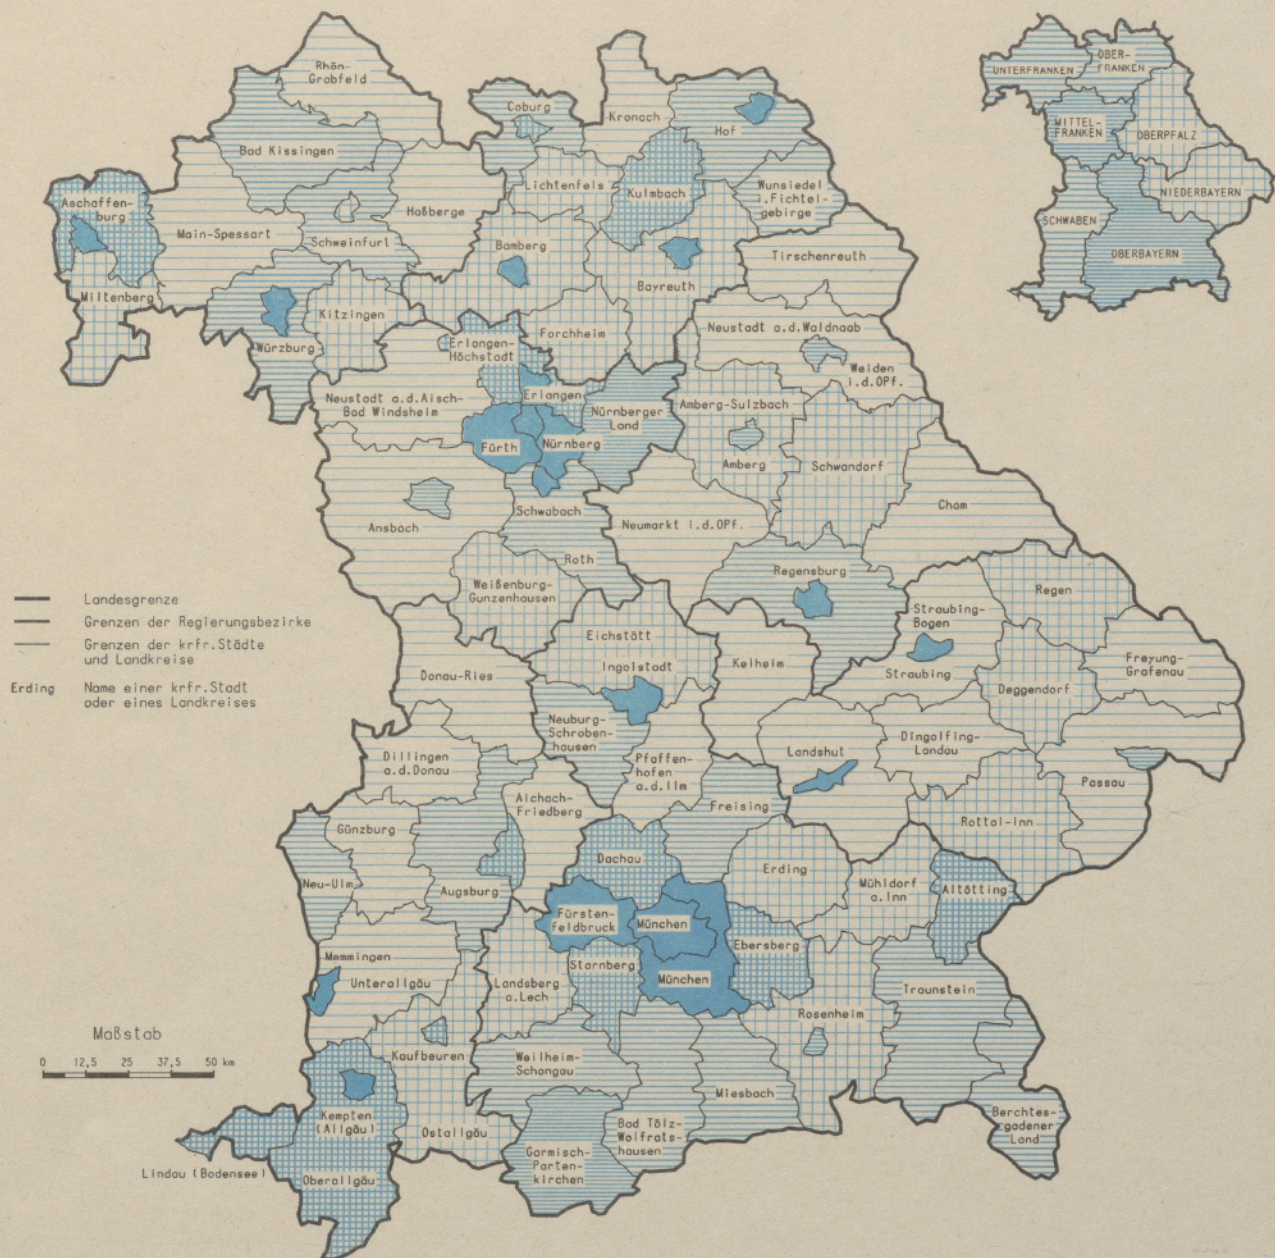 Rhön-
Grabfeld
Coburg
Kronach
Hof
Bad Kissingen
Lichtenfels
Kulmbach
Wunsiedel
i.Fichtel-
gebirge
Aschaffen-
burg
Haßberge
Main-Spessart
Schweinfurt
Bamberg
Tirschenreuth
Bayreuth
Miltenberg
Kitzingen
Forchheim
Neustadt a.d.Waldnaab
Würzburg
Erlangen-
Höchstadt
Weiden
i.d.OPf.
Neustadt a.d.Aisch-
Bad Windsheim
Erlangen
Nürnberger
Land
Amberg-Sulzbach
Fürth
Nürnberg
Amberg
Schwandorf
Cham
Schwabach
Ansbach
Neumarkt i.d.OPf.
Roth
Regensburg
Weißenburg-
Gunzenhausen
Regen
Straubing-
Bogen
Eichstätt
Ingolstadt
Kelheim
Straubing
Freyung-
Grafenau
Donau-Ries
Deggendorf
Neuburg-
Schrobenhausen
Dingolfing-
Landau
Landshut
Dillingen
a.d.Donau
Pfaffen-
hofen
a.d.Ilm
Passau
Aichach-
Friedberg
Freising
Rottal-Inn
Günzburg
Dachau
Erding
Mühldorf
a.Inn
Altötting
Neu-Ulm
Augsburg
Fürsten-
feldbruck
München
Ebersberg
Memmingen
Unterallgäu
Landsberg
a.Lech
Starnberg
München
Traunstein
Rosenheim
Kaufbeuren
Weilheim-
Schongau
Miesbach
Kempten
(Allgäu)
Ostallgäu
Bad Tölz-
Wolfrats-
hausen
Berchtes-
gadener
Land
Lindau (Bodensee)
Oberallgäu
Garmisch-
Parten-
kirchen
UNTERFRANKEN
OBER-
FRANKEN
MITTEL-
FRANKEN
OBERPFALZ
NIEDERBAYERN
SCHWABEN
OBERBAYERN
Landesgrenze
Grenzen der Regierungsbezirke
Grenzen der krfr.Städte
und Landkreise
Erding
Name einer krfr.Stadt
oder eines Landkreises
Maßstab
0 12,5 25 37,5 50 km